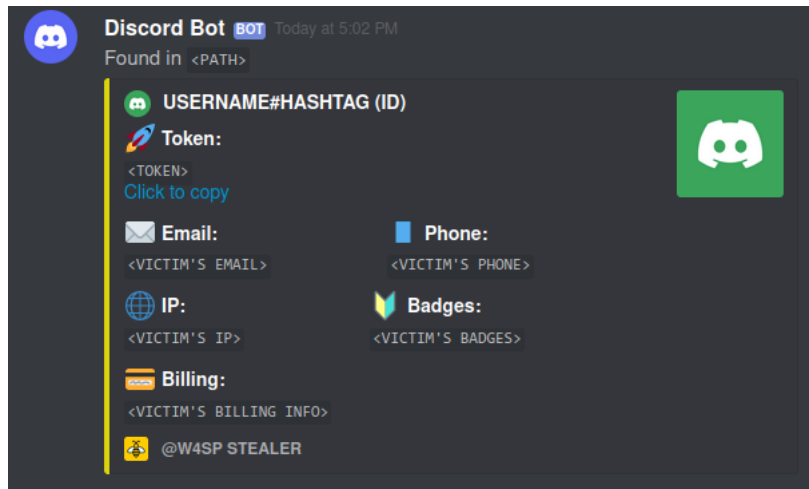 Discord Bot BOT Today at 5:02 PM
Found in <PATH>
USERNAME#HASHTAG (ID)
Token:
<TOKEN>
Click to copy
Email: Phone:
<VICTIM'S EMAIL> <VICTIM'S PHONE>
IP: Badges:
<VICTIM'S IP> <VICTIM'S BADGES>
Billing:
<VICTIM'S BILLING INFO>
@W4SP STEALER